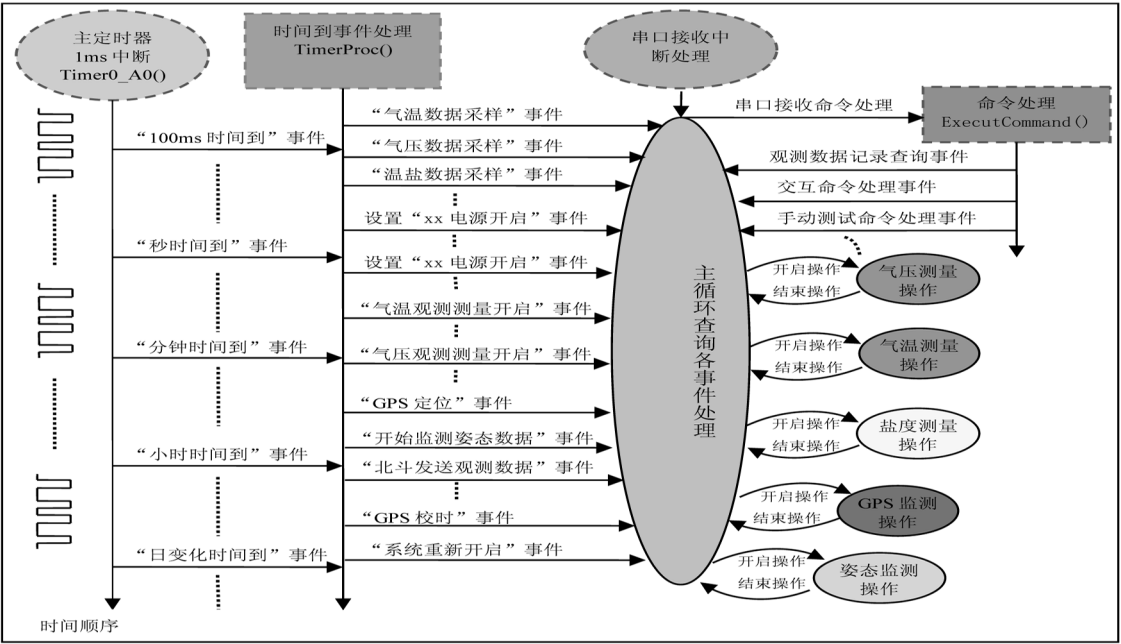 主定时器
1ms 中断
Timer0_A0()
时间到事件处理
TimerProc()
串口接收中
断处理
命令处理
ExecutCommand()
串口接收命令处理
“100ms 时间到”事件
“秒时间到”事件
“分钟时间到”事件
“小时时间到”事件
“日变化时间到”事件
时间顺序
“气温数据采样”事件
“气压数据采样”事件
“温盐数据采样”事件
设置“xx 电源开启”事件
设置“xx 电源开启”事件
“气温观测测量开启”事件
“气压观测测量开启”事件
“GPS 定位”事件
“开始监测姿态数据”事件
“北斗发送观测数据”事件
“GPS 校时”事件
“系统重新开启”事件
主循环查询各事件处理
观测数据记录查询事件
交互命令处理事件
手动测试命令处理事件
开启操作
结束操作
气压测量
操作
开启操作
结束操作
气温测量
操作
开启操作
结束操作
盐度测量
操作
开启操作
结束操作
GPS 监测
操作
开启操作
结束操作
姿态监测
操作